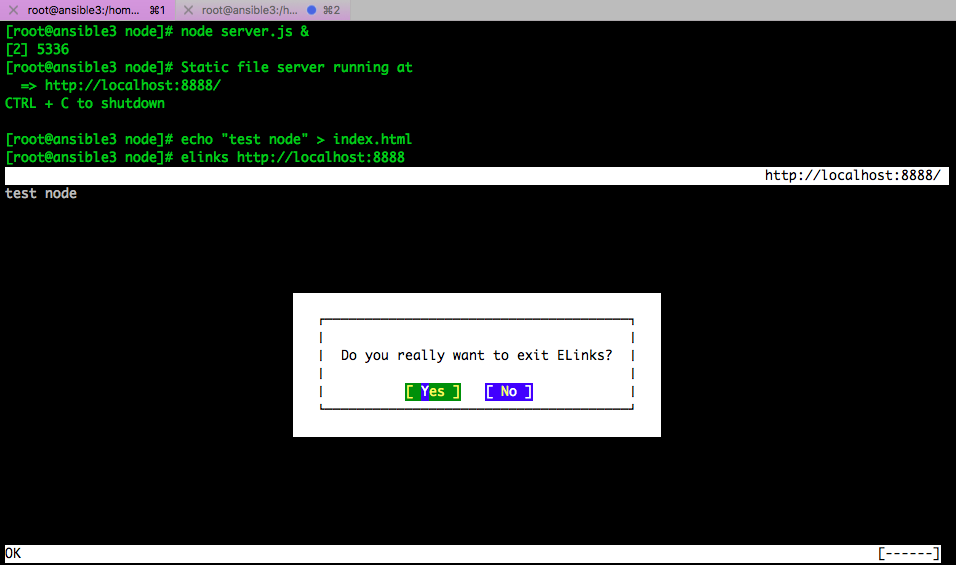 root@ansible3:/hom... ⌘1 root@ansible3:/h... ⌘2
[root@ansible3 node]# node server.js &
[2] 5336
[root@ansible3 node]# Static file server running at
=> http://localhost:8888/
CTRL + C to shutdown
[root@ansible3 node]# echo "test node" > index.html
[root@ansible3 node]# elinks http://localhost:8888
http://localhost:8888/
test node
Do you really want to exit ELinks?
[ Yes ] [ No ]
OK [------]